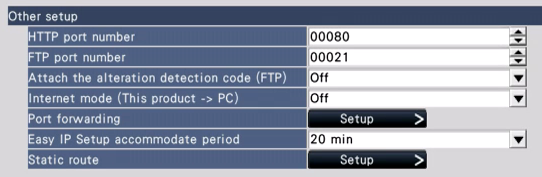 Other setup
HTTP port number 00080
FTP port number 00021
Attach the alteration detection code (FTP) Off
Internet mode (This product -> PC) Off
Port forwarding Setup >
Easy IP Setup accommodate period 20 min
Static route Setup >